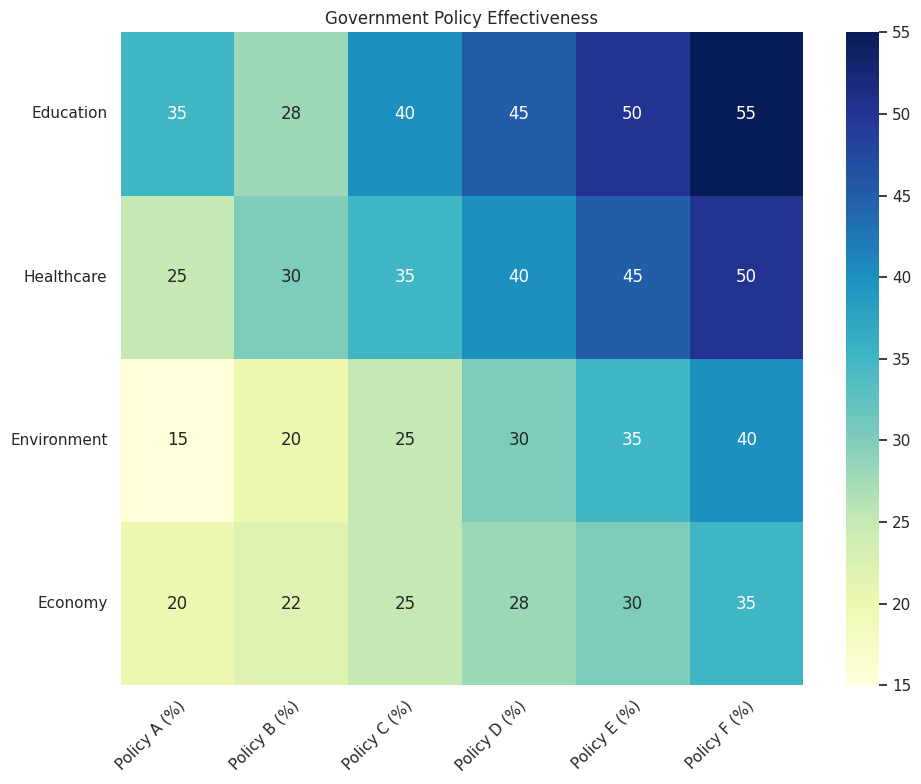 Government Policy Effectiveness
Education 35 28 40 45 50 55
Healthcare 25 30 35 40 45 50
Environment 15 20 25 30 35 40
Economy 20 22 25 28 30 35
Policy A (%) Policy B (%) Policy C (%) Policy D (%) Policy E (%) Policy F (%)
55
50
45
40
35
30
25
20
15